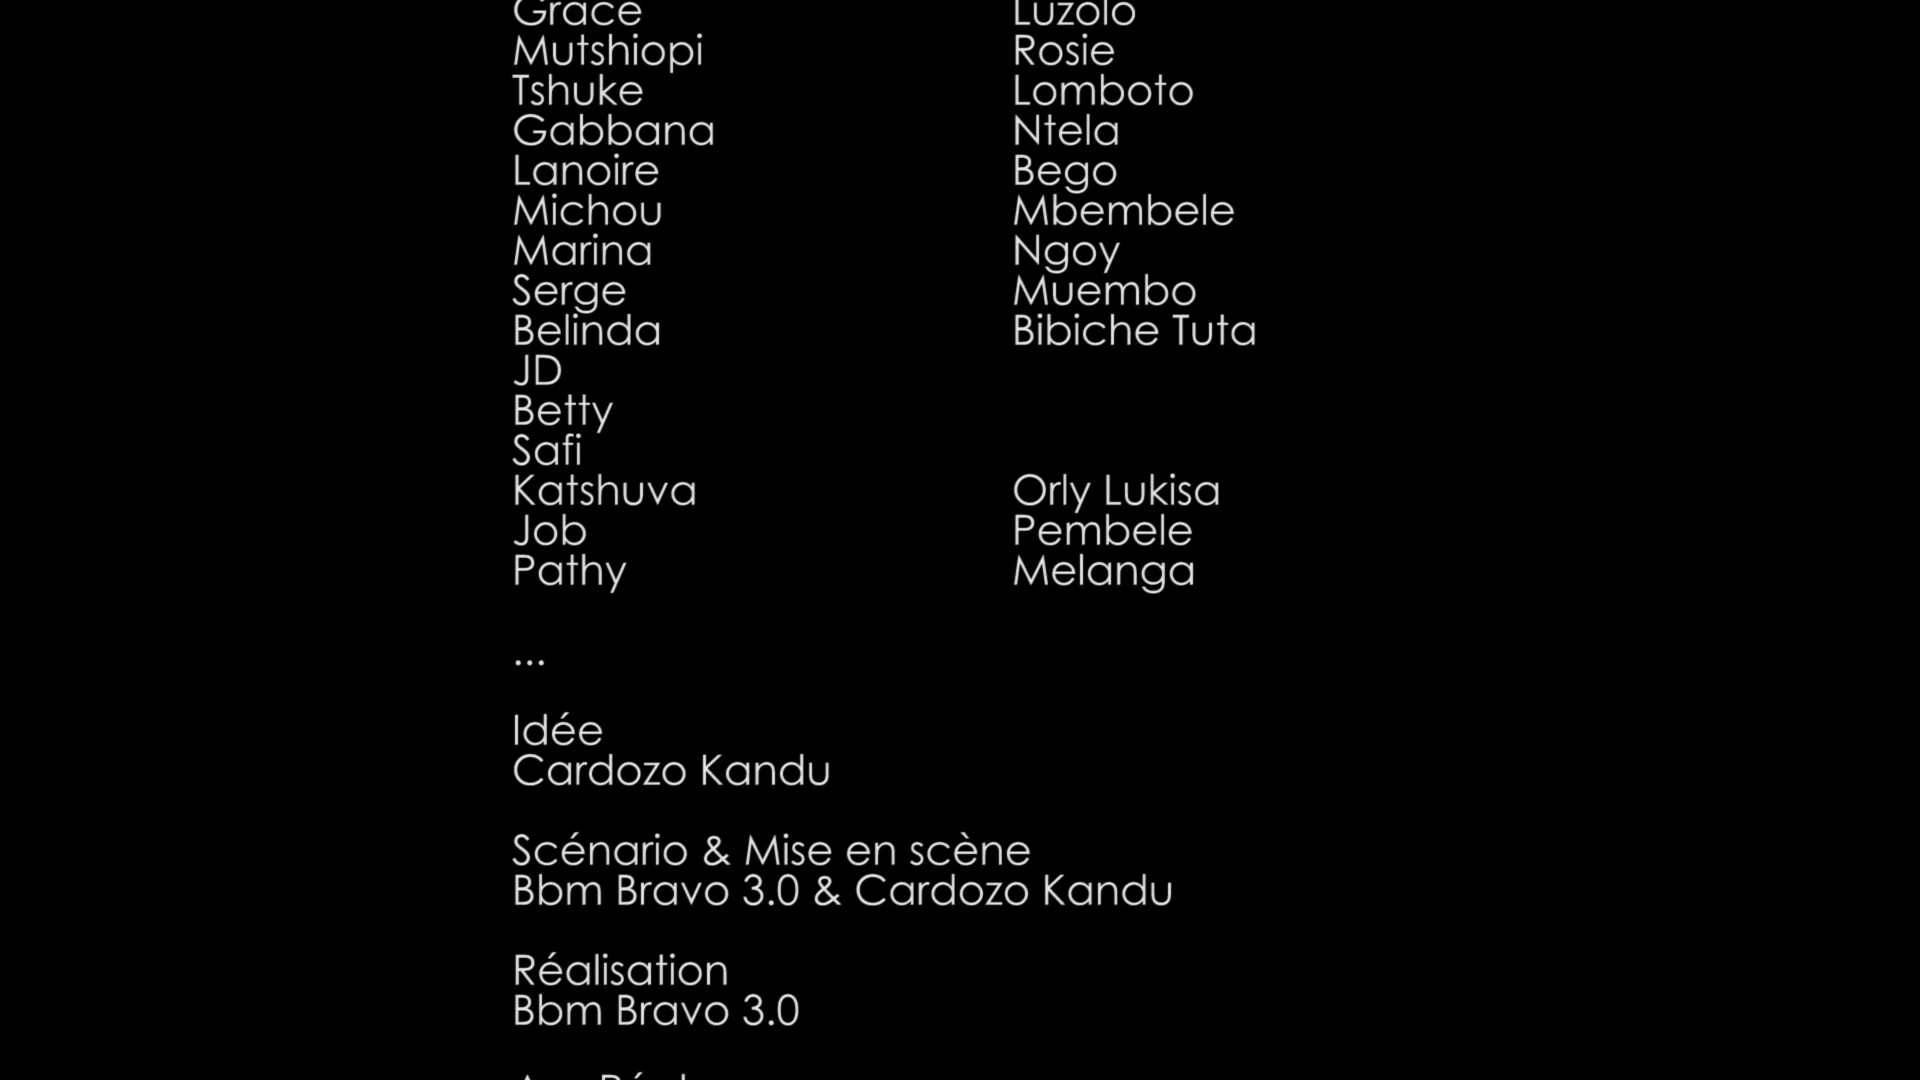 Grace Luzolo
Mutshiopi Rosie
Tshuke Lomboto
Gabbana Ntela
Lanoire Bego
Michou Mbembele
Marina Ngoy
Serge Muembo
Belinda Bibiche Tuta
JD
Betty
Safi
Katshuva Orly Lukisa
Job Pembele
Pathy Melanga
...
Idée
Cardozo Kandu
Scénario & Mise en scène
Bbm Bravo 3.0 & Cardozo Kandu
Réalisation
Bbm Bravo 3.0